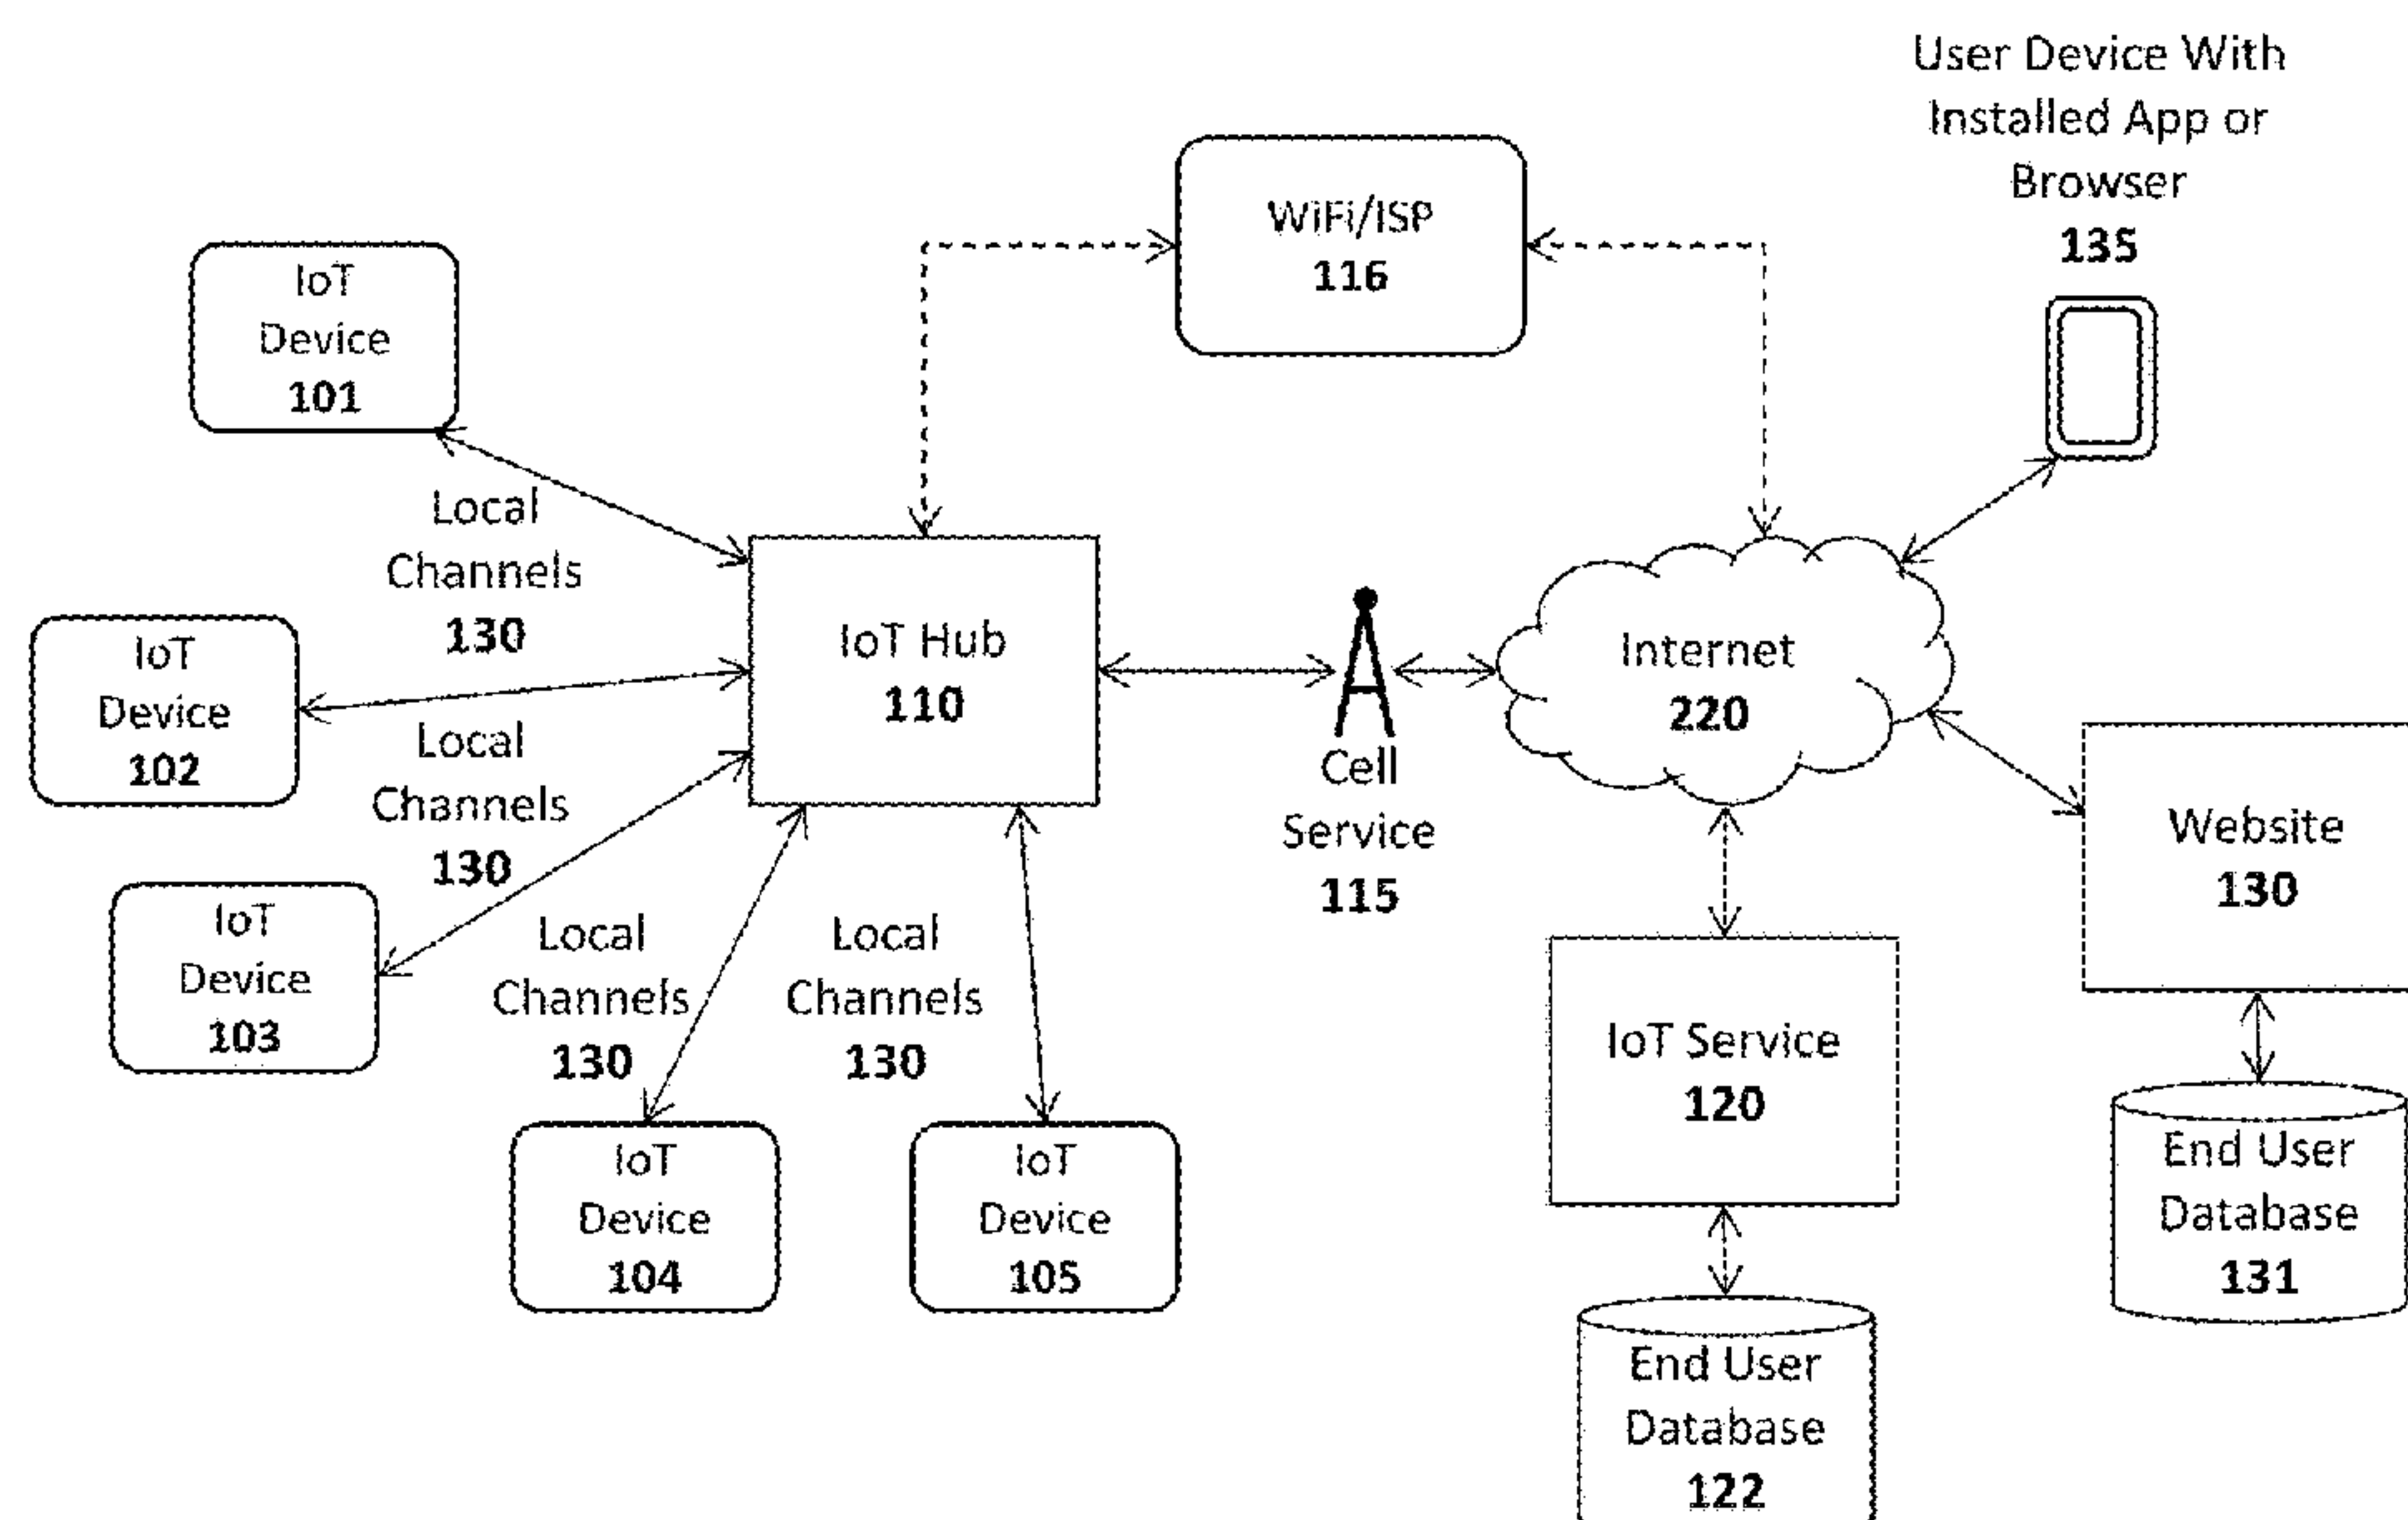 User Device With
Installed App or
Browser
135
WiFi/ISP
116
IoT
Device
101
Local
Channels
130
IoT
Device
102
IoT Hub
110
Internet
220
Local
Channels
130
Cell
Service
115
Website
130
IoT
Device
103
Local
Channels
130
Local
Channels
130
IoT Service
120
IoT
Device
104
IoT
Device
105
End User
Database
131
End User
Database
122